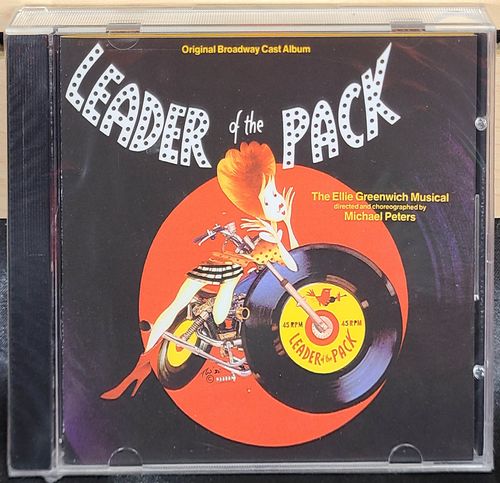 Original Broadway Cast Album
LEADER of the PACK
The Ellie Greenwich Musical
directed and choreographed by
Michael Peters
45 RPM 45 RPM
LEADER of the PACK